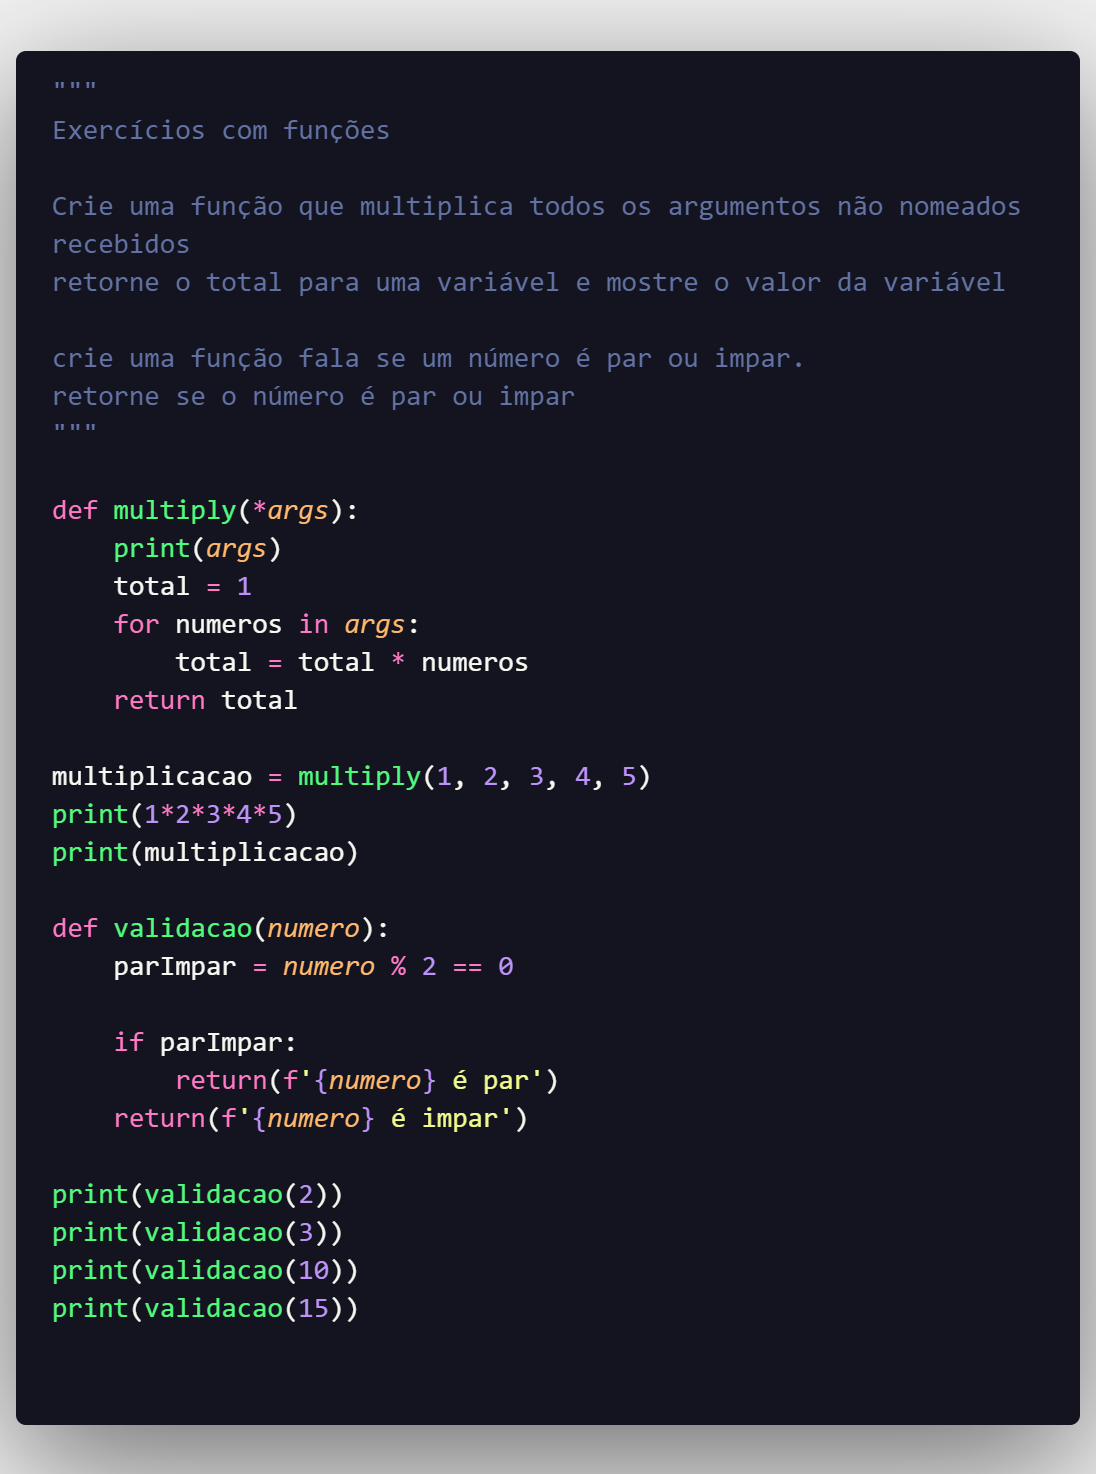 """
Exercícios com funções

Crie uma função que multiplica todos os argumentos não nomeados
recebidos
retorne o total para uma variável e mostre o valor da variável

crie uma função fala se um número é par ou impar.
retorne se o número é par ou impar
"""

def multiply(*args):
    print(args)
    total = 1
    for numeros in args:
        total = total * numeros
    return total

multiplicacao = multiply(1, 2, 3, 4, 5)
print(1*2*3*4*5)
print(multiplicacao)

def validacao(numero):
    parImpar = numero % 2 == 0

    if parImpar:
        return(f'{numero} é par')
    return(f'{numero} é impar')

print(validacao(2))
print(validacao(3))
print(validacao(10))
print(validacao(15))